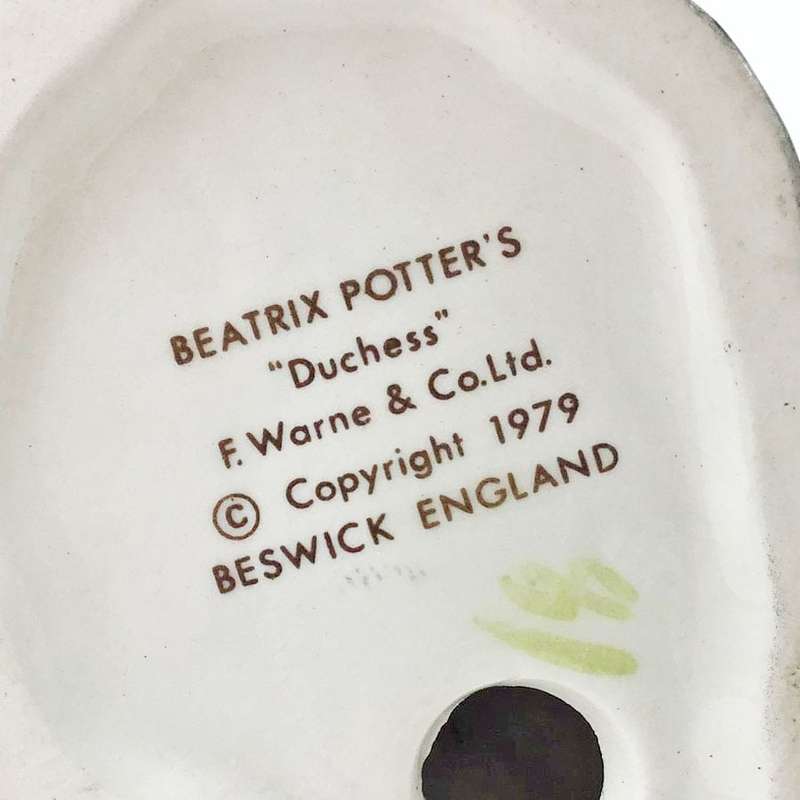 BEATRIX POTTER'S
"Duchess"
F. Warne & Co.Ltd.
© Copyright 1979
BESWICK ENGLAND